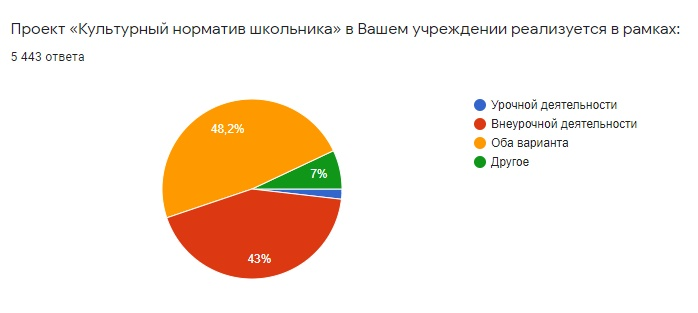 Проект «Культурный норматив школьника» в Вашем учреждении реализуется в рамках:
5 443 ответа
Урочной деятельности
Внеурочной деятельности
Оба варианта
Другое
48,2%
7%
43%